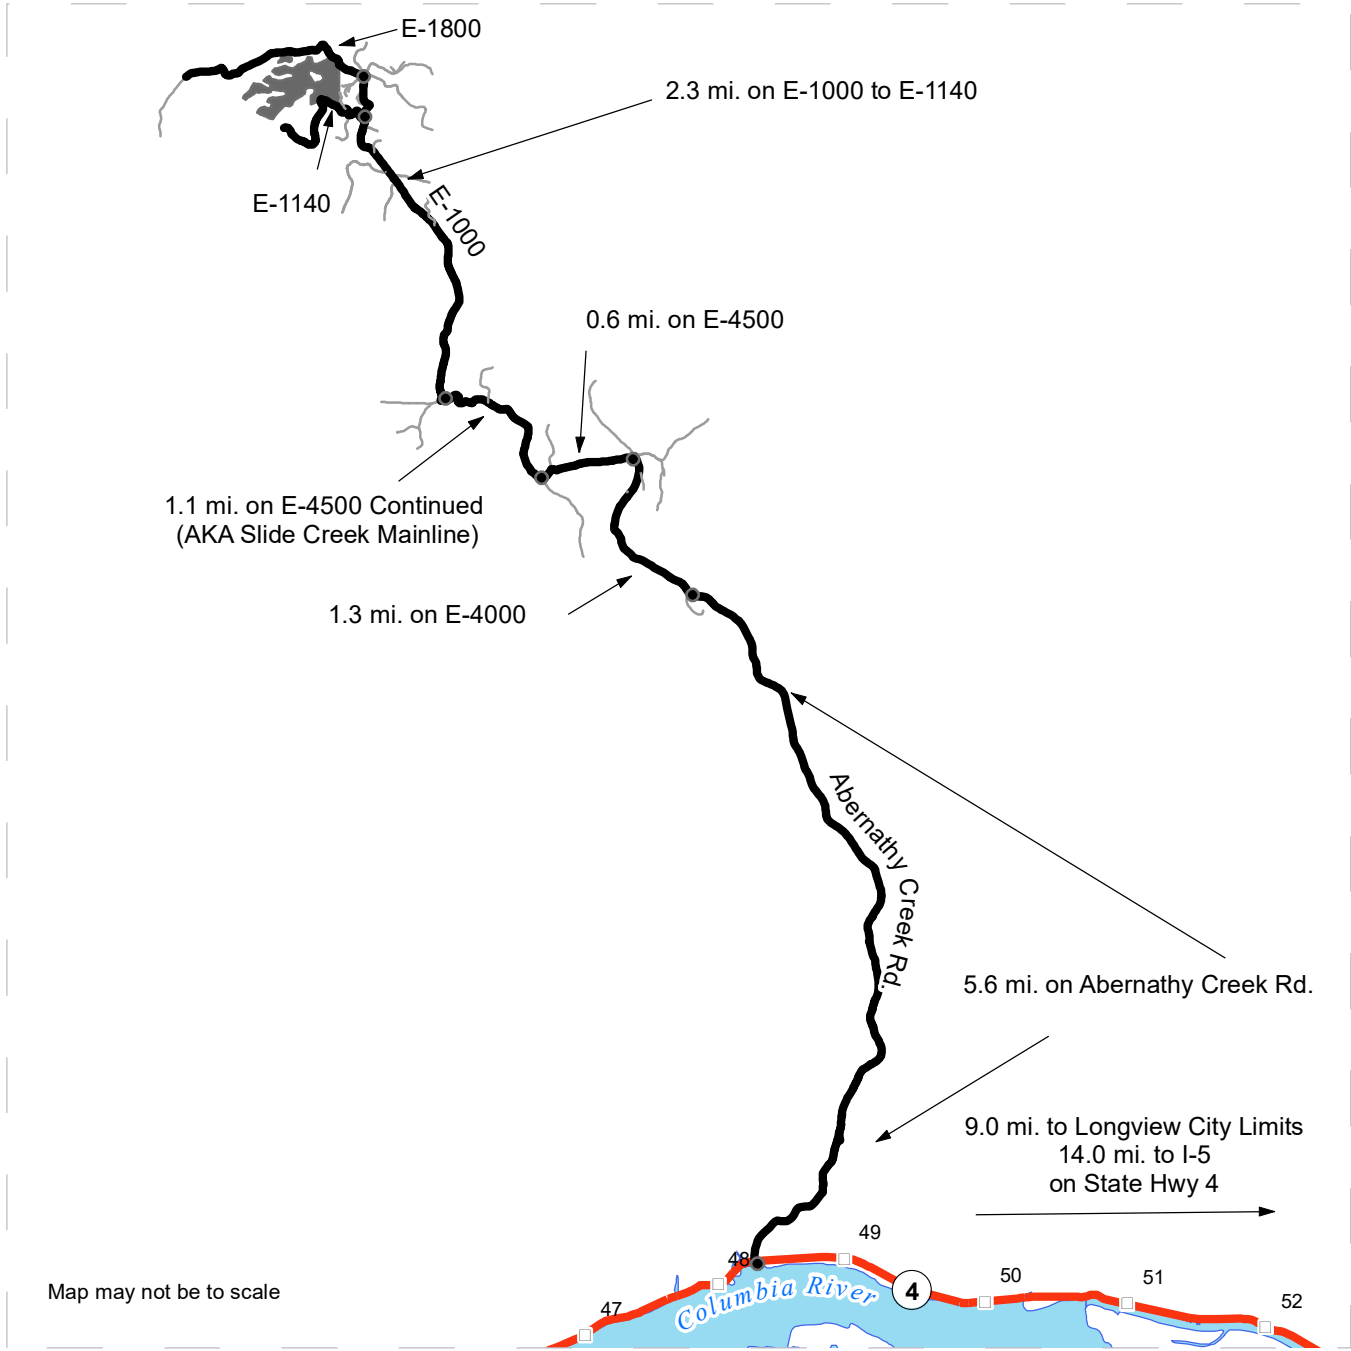 E-1800
2.3 mi. on E-1000 to E-1140
E-1140
E-1000
0.6 mi. on E-4500
1.1 mi. on E-4500 Continued
(AKA Slide Creek Mainline)
1.3 mi. on E-4000
Abernathy Creek Rd.
5.6 mi. on Abernathy Creek Rd.
9.0 mi. to Longview City Limits
14.0 mi. to I-5
on State Hwy 4
49
48
4
50
51
52
47
Columbia River
Map may not be to scale